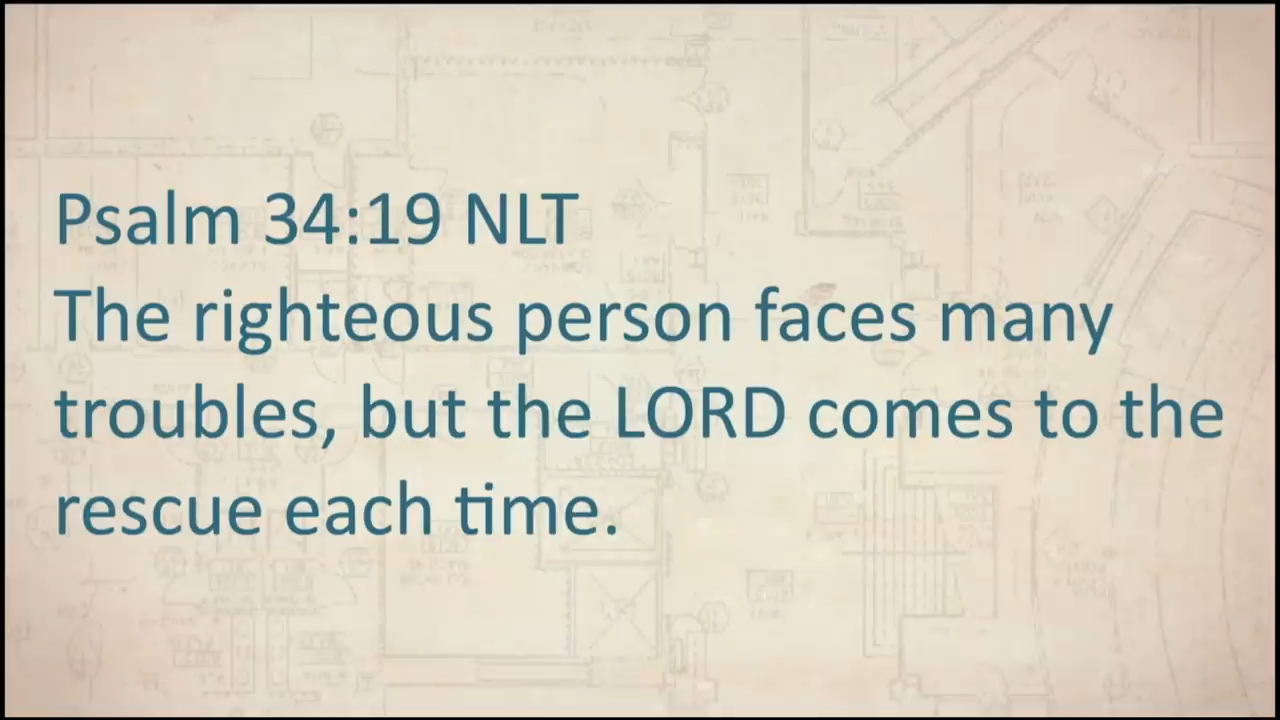 Psalm 34:19 NLT
The righteous person faces many
troubles, but the LORD comes to the
rescue each time.